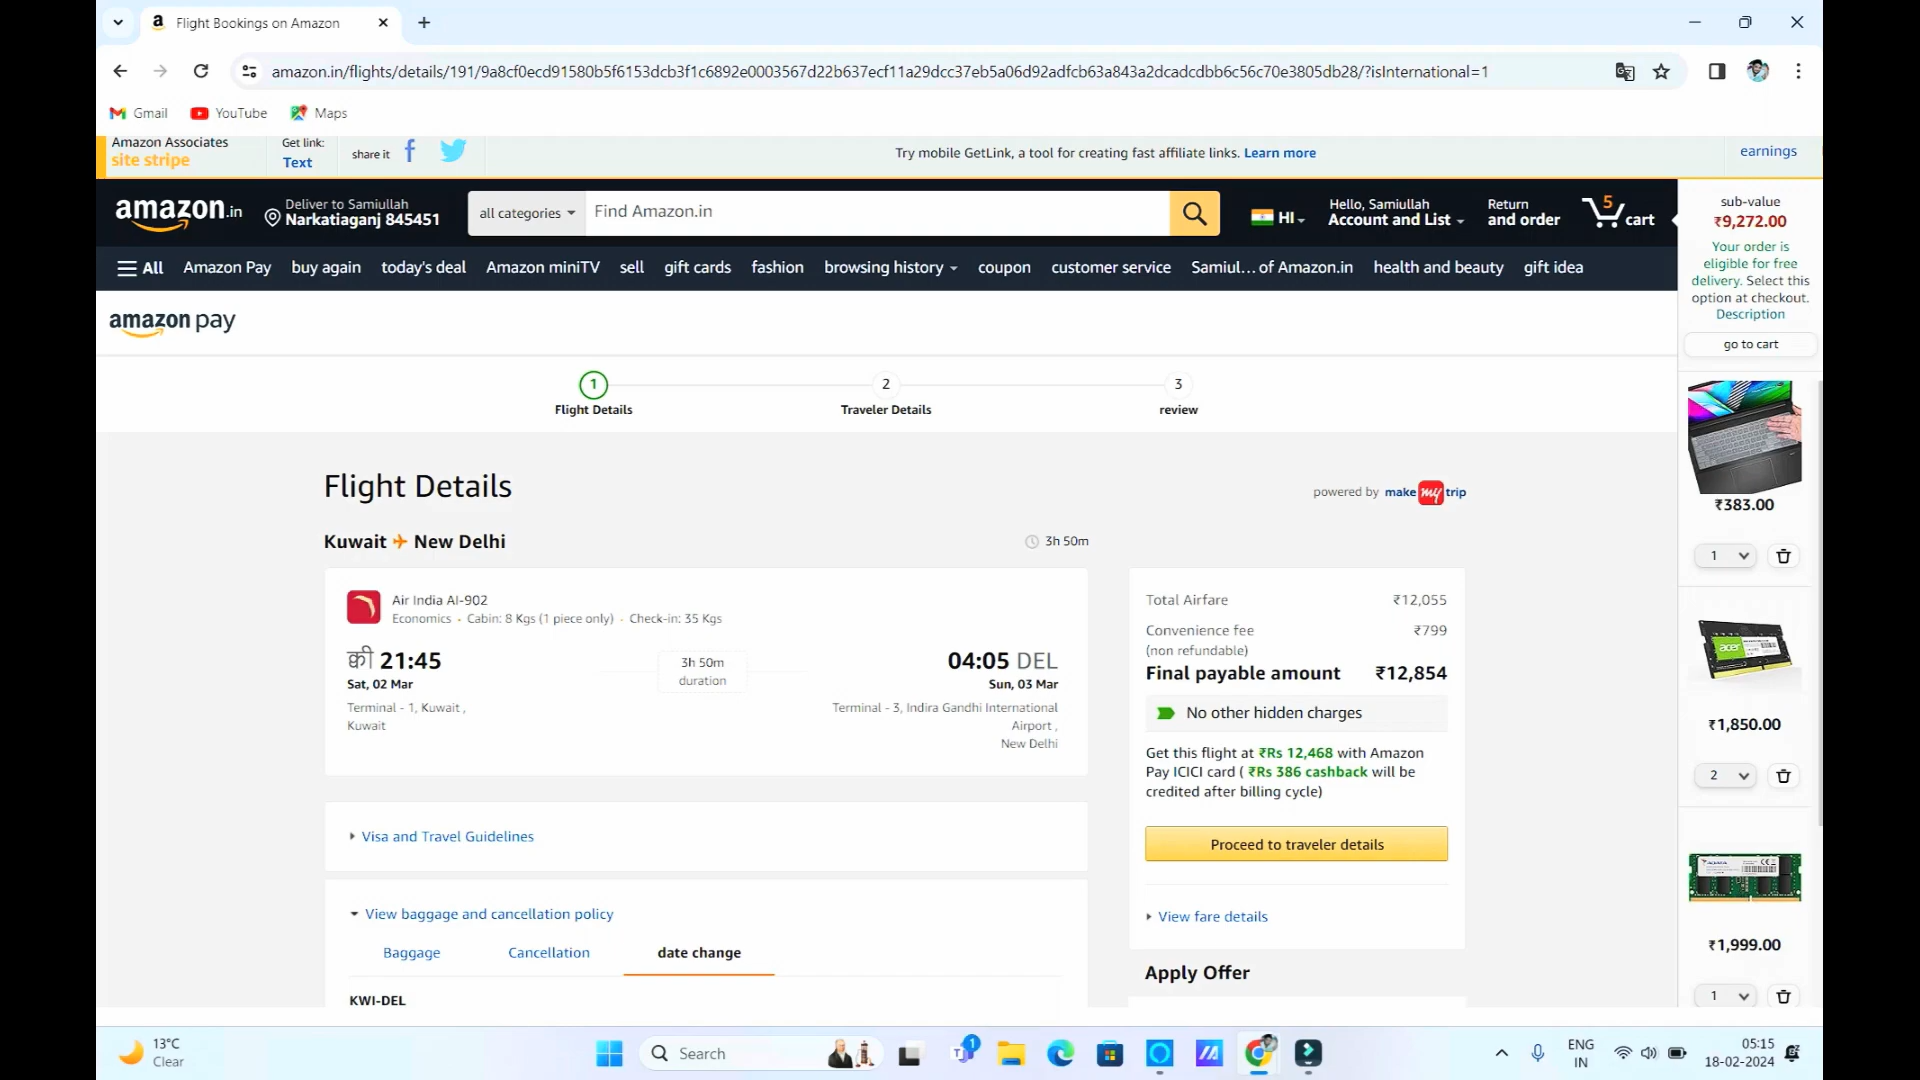 Flight Bookings on Amazon
amazon.in/flights/details/191/9a8cf0ecd91580b5f6153dcb3f1c6892e0003567d22b637ecf11a29dcc37eb5a06d92adfcb63a843a2dcadcdbb6c56c70e3805db28/?isInternational=1
Gmail YouTube Maps
Amazon Associates
site stripe
Get link:
Text
share it
Try mobile GetLink, a tool for creating fast affiliate links. Learn more
earnings
amazon.in
Deliver to Samiullah
Narkatiaganj 845451
all categories
Find Amazon.in
HI
Hello, Samiullah
Account and List
Return
and order
5
cart
All Amazon Pay buy again today's deal Amazon miniTV sell gift cards fashion browsing history coupon customer service Samiul... of Amazon.in health and beauty gift idea
sub-value
₹9,272.00
Your order is
eligible for free
delivery. Select this
option at checkout.
Description
go to cart
amazon pay
1 2 3
Flight Details Traveler Details review
Flight Details
powered by make my trip
Kuwait New Delhi
3h 50m
Air India AI-902
Economics • Cabin: 8 Kgs (1 piece only) • Check-in: 35 Kgs
क्वी 21:45
Sat, 02 Mar
Terminal - 1, Kuwait ,
Kuwait
3h 50m
duration
04:05 DEL
Sun, 03 Mar
Terminal - 3, Indira Gandhi International
Airport ,
New Delhi
Total Airfare ₹12,055
Convenience fee ₹799
(non refundable)
Final payable amount ₹12,854
No other hidden charges
Get this flight at ₹Rs 12,468 with Amazon
Pay ICICI card ( ₹Rs 386 cashback will be
credited after billing cycle)
Proceed to traveler details
View fare details
Apply Offer
Visa and Travel Guidelines
View baggage and cancellation policy
Baggage Cancellation date change
KWI-DEL
₹383.00
1
acer
₹1,850.00
2
ADATA
₹1,999.00
1
13°C
Clear
Search
1
ENG
IN
05:15
18-02-2024